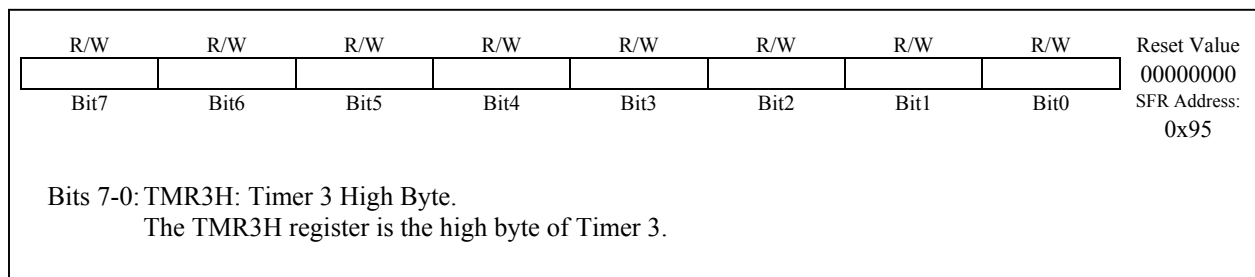 R/W R/W R/W R/W R/W R/W R/W R/W Reset Value
00000000
Bit7 Bit6 Bit5 Bit4 Bit3 Bit2 Bit1 Bit0 SFR Address:
0x95
Bits 7-0: TMR3H: Timer 3 High Byte.
The TMR3H register is the high byte of Timer 3.